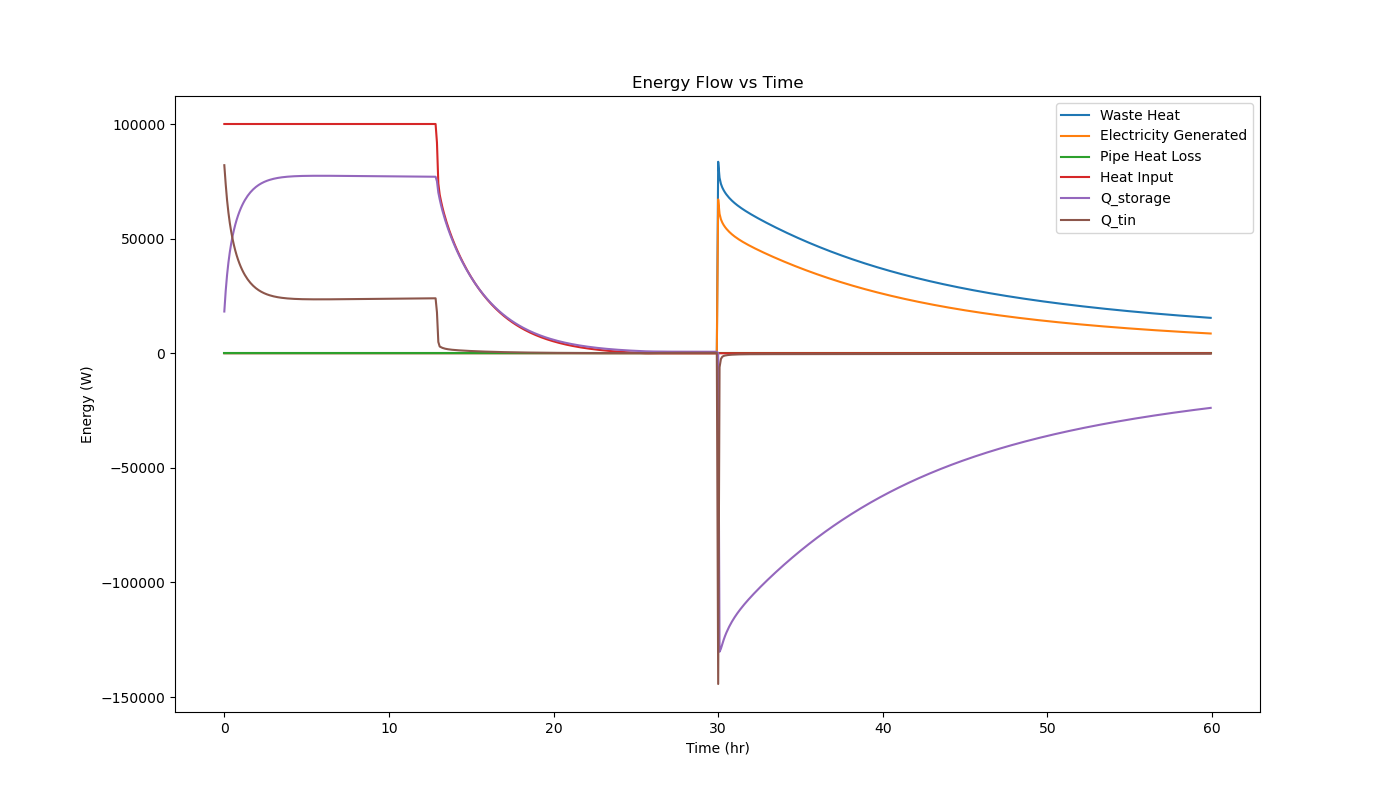 Energy Flow vs Time
Waste Heat
Electricity Generated
Pipe Heat Loss
Heat Input
Q_storage
Q_tin
100000
50000
0
−50000
−100000
−150000
Energy (W)
0 10 20 30 40 50 60
Time (hr)